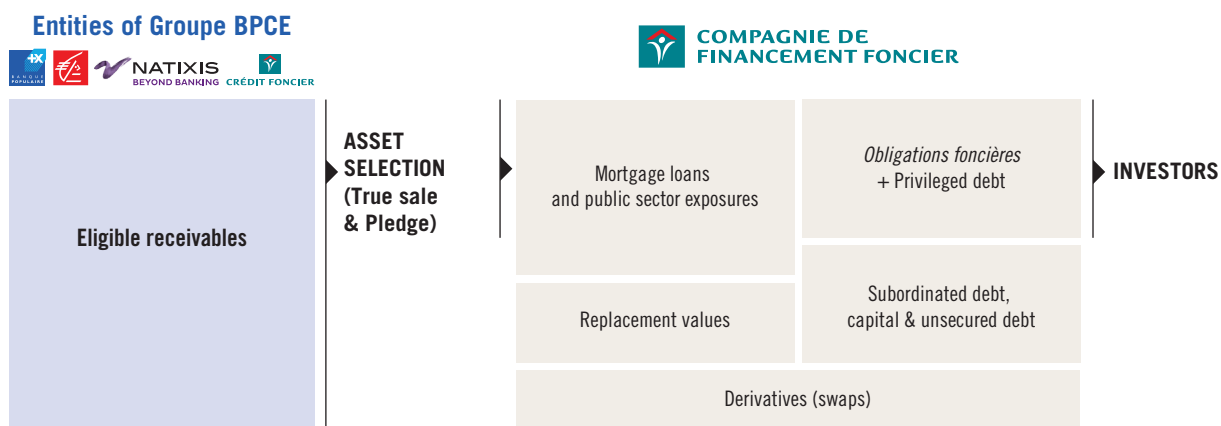 Entities of Groupe BPCE
+X
BANQUE
POPULAIRE
NATIXIS
BEYOND BANKING
CRÉDIT FONCIER
COMPAGNIE DE
FINANCEMENT FONCIER
Eligible receivables
ASSET
SELECTION
(True sale
& Pledge)
Mortgage loans
and public sector exposures
Replacement values
Obligations foncières
+ Privileged debt
Subordinated debt,
capital & unsecured debt
Derivatives (swaps)
INVESTORS